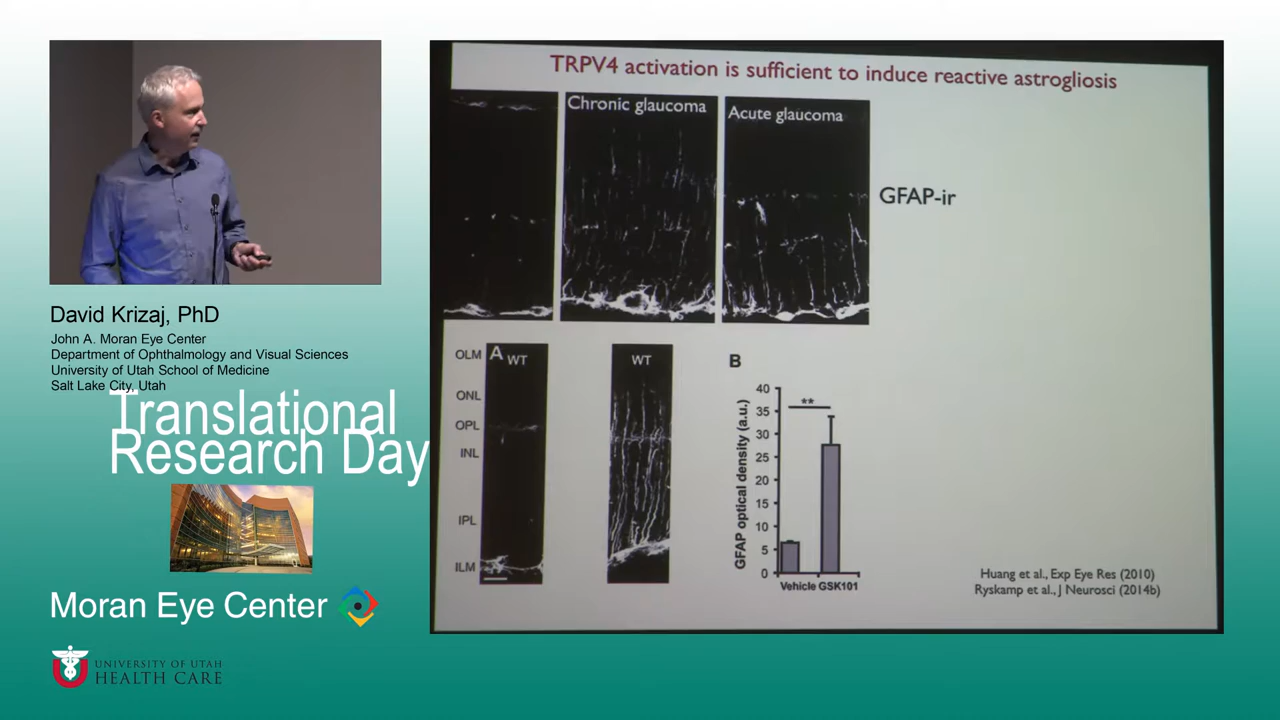 David Krizaj, PhD
John A. Moran Eye Center
Department of Ophthalmology and Visual Sciences
University of Utah School of Medicine
Salt Lake City, Utah
Translational
Research Day
Moran Eye Center
UNIVERSITY OF UTAH
HEALTH CARE
TRPV4 activation is sufficient to induce reactive astrogliosis
Chronic glaucoma
Acute glaucoma
GFAP-ir
OLM
ONL
OPL
INL
IPL
ILM
A WT
WT
B
GFAP optical density (a.u.)
40
35
30
25
20
15
10
5
0
**
Vehicle GSK101
Huang et al., Exp Eye Res (2010)
Ryskamp et al., J Neurosci (2014b)